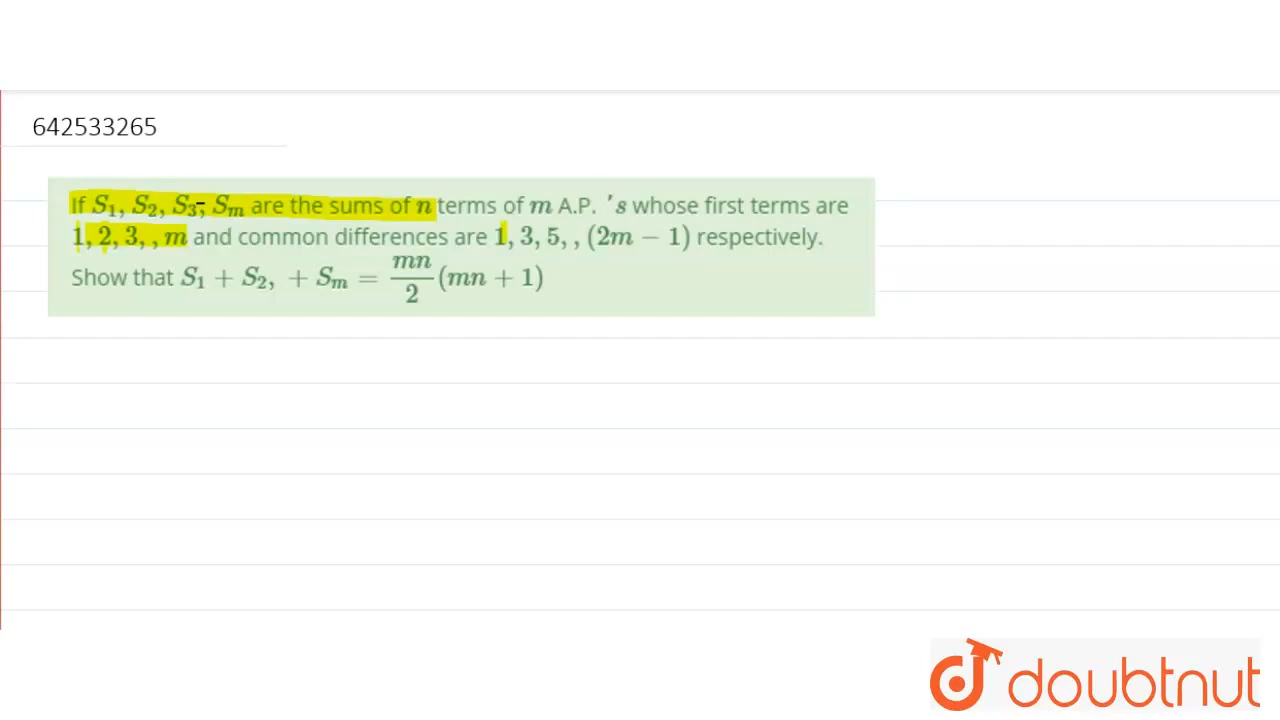 642533265
If S₁, S₂, S₃, Sₘ are the sums of n terms of m A.P. 's whose first terms are
1, 2, 3, , m and common differences are 1, 3, 5, , (2m − 1) respectively.
Show that S₁ + S₂, + Sₘ = mn/2 (mn + 1)
doubtnut